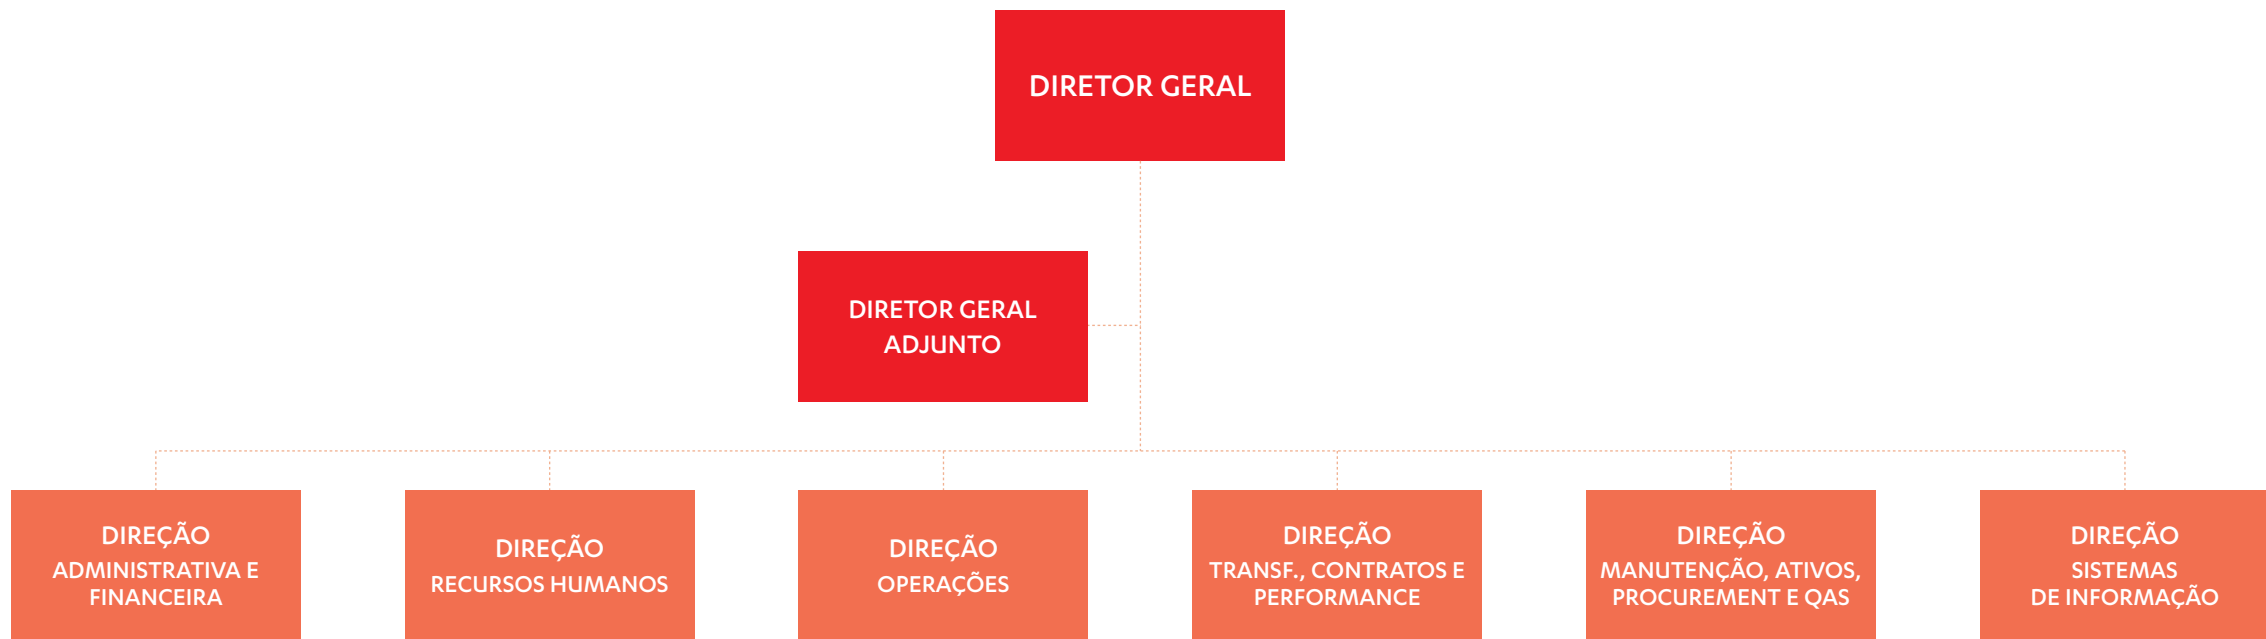 DIRETOR GERAL
DIRETOR GERAL
ADJUNTO
DIREÇÃO
ADMINISTRATIVA E
FINANCEIRA
DIREÇÃO
RECURSOS HUMANOS
DIREÇÃO
OPERAÇÕES
DIREÇÃO
TRANSF., CONTRATOS E
PERFORMANCE
DIREÇÃO
MANUTENÇÃO, ATIVOS,
PROCUREMENT E QAS
DIREÇÃO
SISTEMAS
DE INFORMAÇÃO